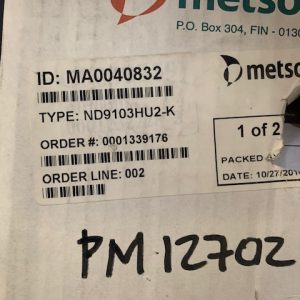 P.O. Box 304, FIN - 0130
ID: MA0040832
metso
TYPE: ND9103HU2-K
ORDER #: 0001339176
1 of 2
ORDER LINE: 002
PACKED
DATE: 10/27/201
PM 12702